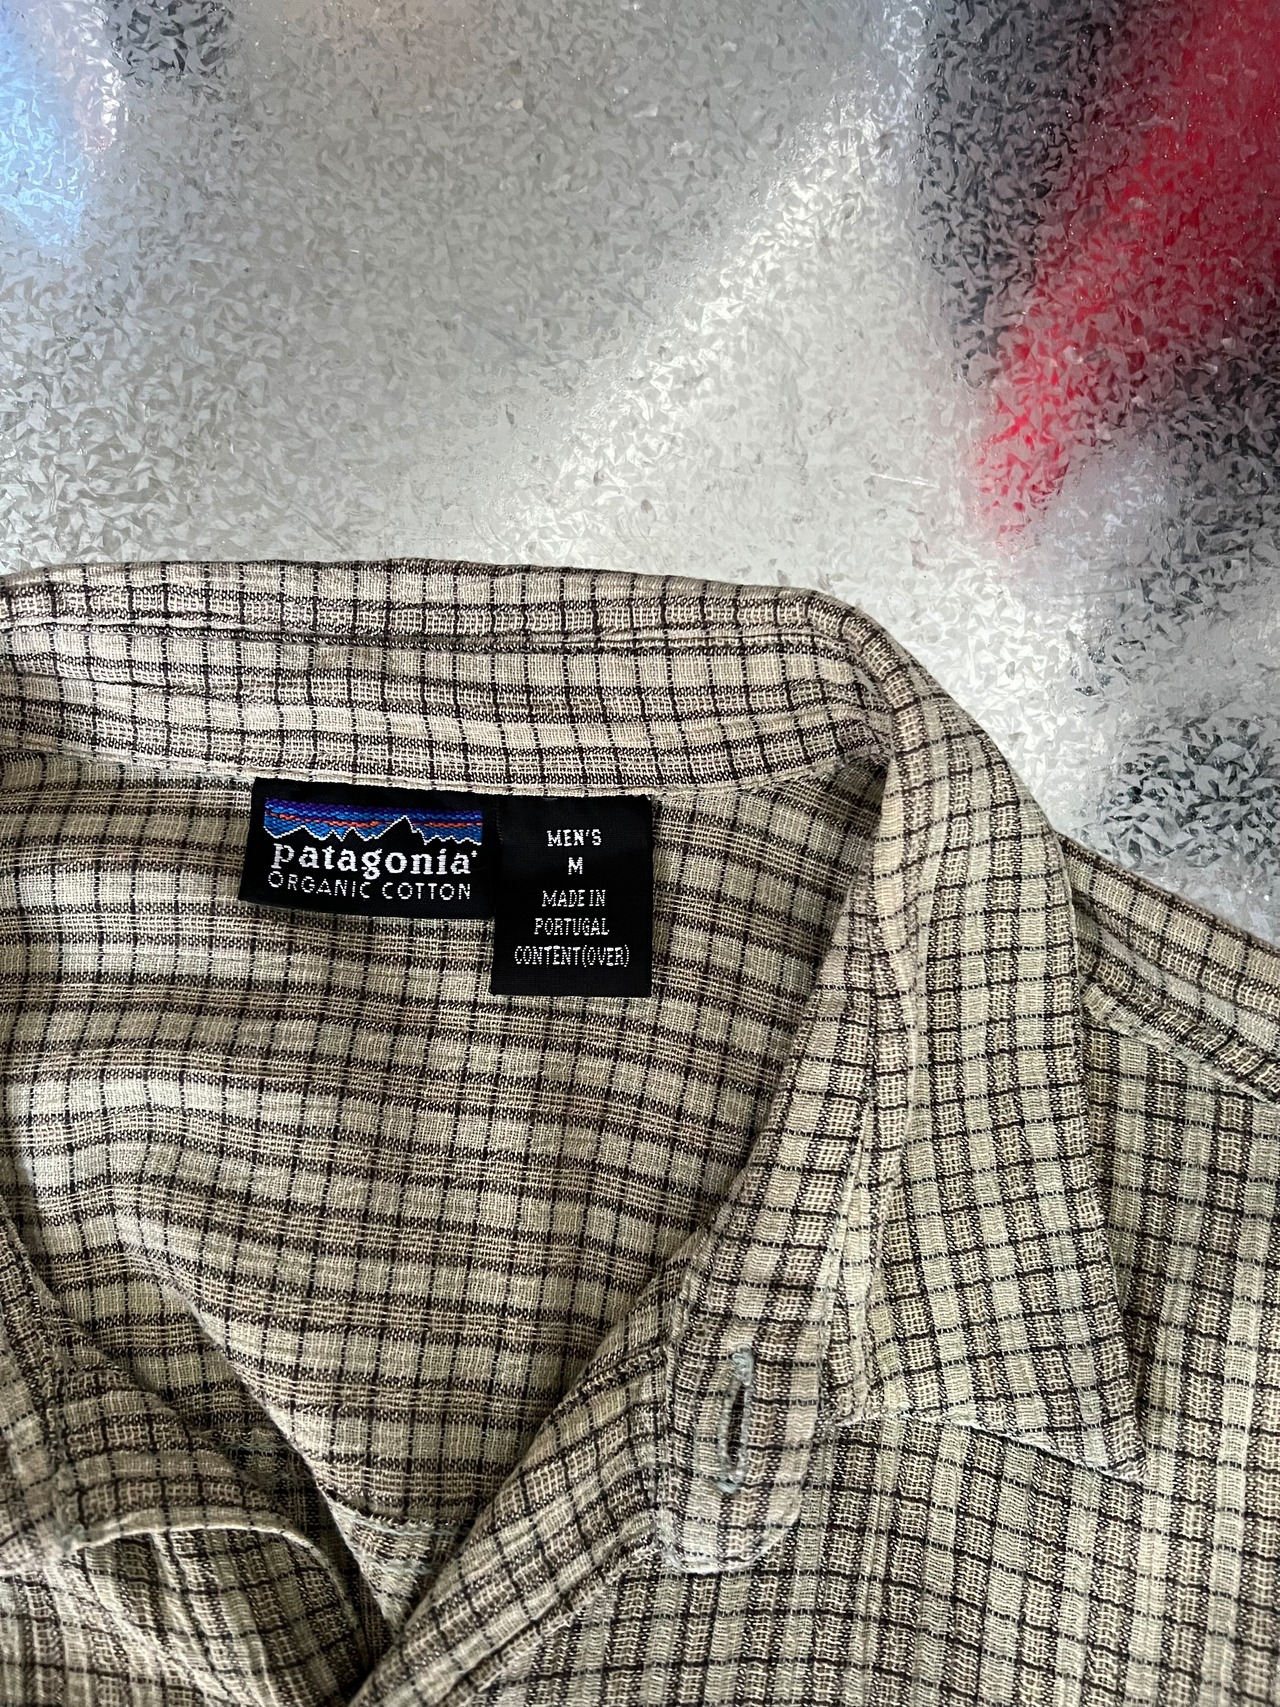 patagonia®
ORGANIC COTTON
MEN'S
M
MADE IN
PORTUGAL
CONTENT(OVER)